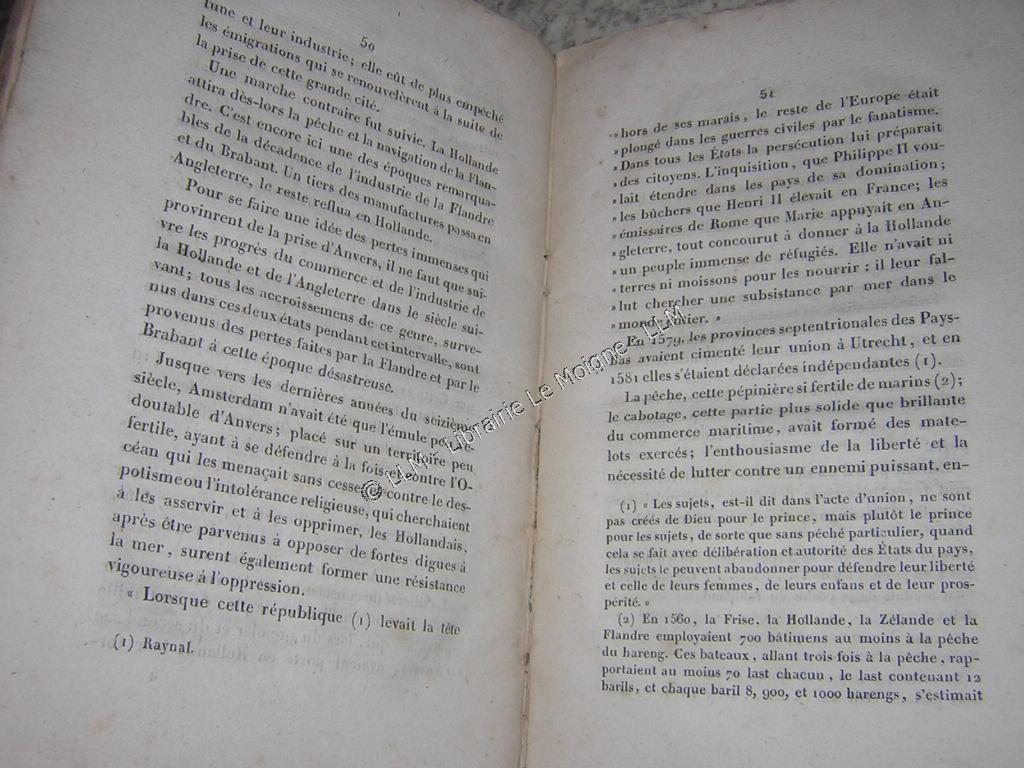 50
tune et leur industrie; elle eût de plus empêché
les émigrations qui se renouvelèrent à la suite de
la prise de cette grande cité.
Une marche contraire fut suivie. La Hollande
attira dès-lors la pêche et la navigation de la Flan-
dre. C'est encore ici une des époques remarqua-
bles de la décadence de l'industrie de la Flandre
et du Brabant. Un tiers des manufactures passa en
Angleterre, le reste reflua en Hollande.
Pour se faire une idée des pertes immenses qui
provinrent de la prise d'Anvers, il ne faut que sui-
vre les progrès du commerce et de l'industrie de
la Hollande et de l'Angleterre dans le siècle sui-
vant; tous les accroissemens de ce genre, surve-
nus dans ces deux états pendant cet intervalle, sont
provenus des pertes faites par la Flandre et par le
Brabant à cette époque désastreuse.
Jusque vers les dernières années du seizième
siècle, Amsterdam n'avait été que l'émule peu re-
doutable d'Anvers; placé sur un territoire peu
fertile, ayant à se défendre à la fois et contre l'O-
céan qui les menaçait sans cesse et contre le des-
potisme ou l'intolérance religieuse, qui cherchaient
à les asservir et à les opprimer, les Hollandais,
après être parvenus à opposer de fortes digues à
la mer, surent également former une résistance
vigoureuse à l'oppression.
« Lorsque cette république (1) levait la tête
(1) Raynal.
4
51
» hors de ses marais, le reste de l'Europe était
» plongé dans les guerres civiles par le fanatisme.
» Dans tous les États la persécution lui préparait
» des citoyens. L'inquisition, que Philippe II vou-
» lait étendre dans les pays de sa domination;
» les bûchers que Henri II élevait en France; les
» émissaires de Rome que Marie appuyait en An-
» gleterre, tout concourut à donner à la Hollande
» un peuple immense de réfugiés. Elle n'avait ni
» terres ni moissons pour les nourrir : il leur fal-
» lut chercher une subsistance par mer dans le
» monde entier. »
En 1579, les provinces septentrionales des Pays-
Bas avaient cimenté leur union à Utrecht, et en
1581 elles s'étaient déclarées indépendantes (1).
La pêche, cette pépinière si fertile de marins (2);
le cabotage, cette partie plus solide que brillante
du commerce maritime, avait formé des mate-
lots exercés; l'enthousiasme de la liberté et la
nécessité de lutter contre un ennemi puissant, en-
(1) « Les sujets, est-il dit dans l'acte d'union, ne sont
pas créés de Dieu pour le prince, mais plutôt le prince
pour les sujets, de sorte que sans péché particulier, quand
cela se fait avec délibération et autorité des États du pays,
les sujets le peuvent abandonner pour défendre leur liberté
et celle de leurs femmes, de leurs enfans et de leur pros-
périté. »
(2) En 1560, la Frise, la Hollande, la Zélande et la
Flandre employaient 700 bâtimens au moins à la pêche
du hareng. Ces bateaux, allant trois fois à la pêche, rap-
portaient au moins 70 last chacun, le last contenant 12
barils, et chaque baril 8, 900, et 1000 harengs, s'estimait
© LLM - Librairie Le Moigne - LLM